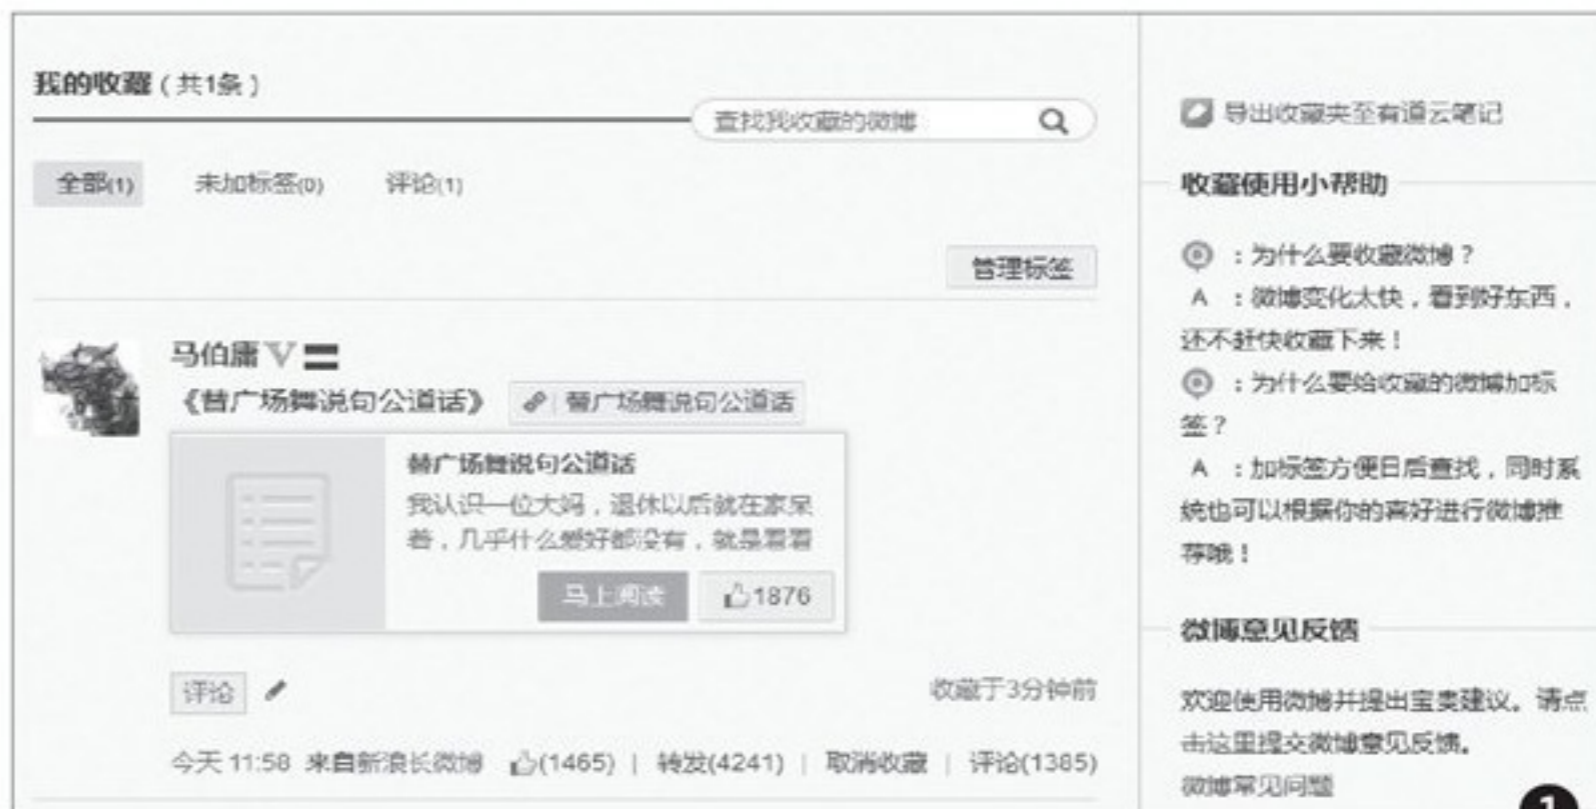 我的收藏（共1条）
查找我收藏的微博
全部(1) 未加标签(0) 评论(1)
管理标签
马伯庸V
《替广场舞说句公道话》 替广场舞说句公道话
替广场舞说句公道话
我认识一位大妈，退休以后就在家呆
着，几乎什么爱好都没有，就是看看
马上阅读 1876
评论 收藏于3分钟前
今天 11:58 来自新浪长微博 (1465) | 转发(4241) | 取消收藏 | 评论(1385)
导出收藏夹至有道云笔记
收藏使用小帮助
：为什么要收藏微博？
A ：微博变化太快，看到好东西，
还不赶快收藏下来！
：为什么要给收藏的微博加标
签？
A ：加标签方便日后查找，同时系
统也可以根据你的喜好进行微博推
荐哦！
微博意见反馈
欢迎使用微博并提出宝贵建议。请点
击这里提交微博意见反馈。
微博常见问题
1